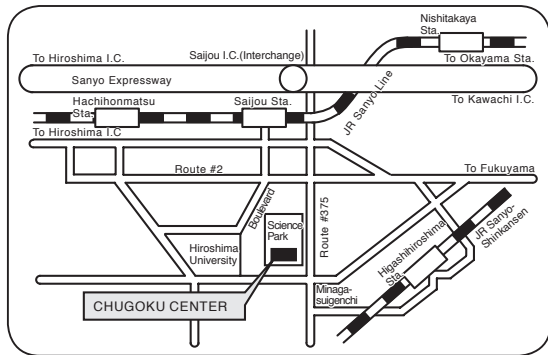 Nishitakaya
Sta.
To Hiroshima I.C.
Saijou I.C.(Interchange)
To Okayama Sta.
Sanyo Expressway
To Kawachi I.C.
Hachihonmatsu
Sta.
Saijou Sta.
JR Sanyo Line
To Hiroshima I.C
Route #2
To Fukuyama
Boulevard
Science
Park
Route #375
Hiroshima
University
Higashihiroshima
Sta.
JR Sanyo-
Shinkansen
Minaga-
suigenchi
CHUGOKU CENTER